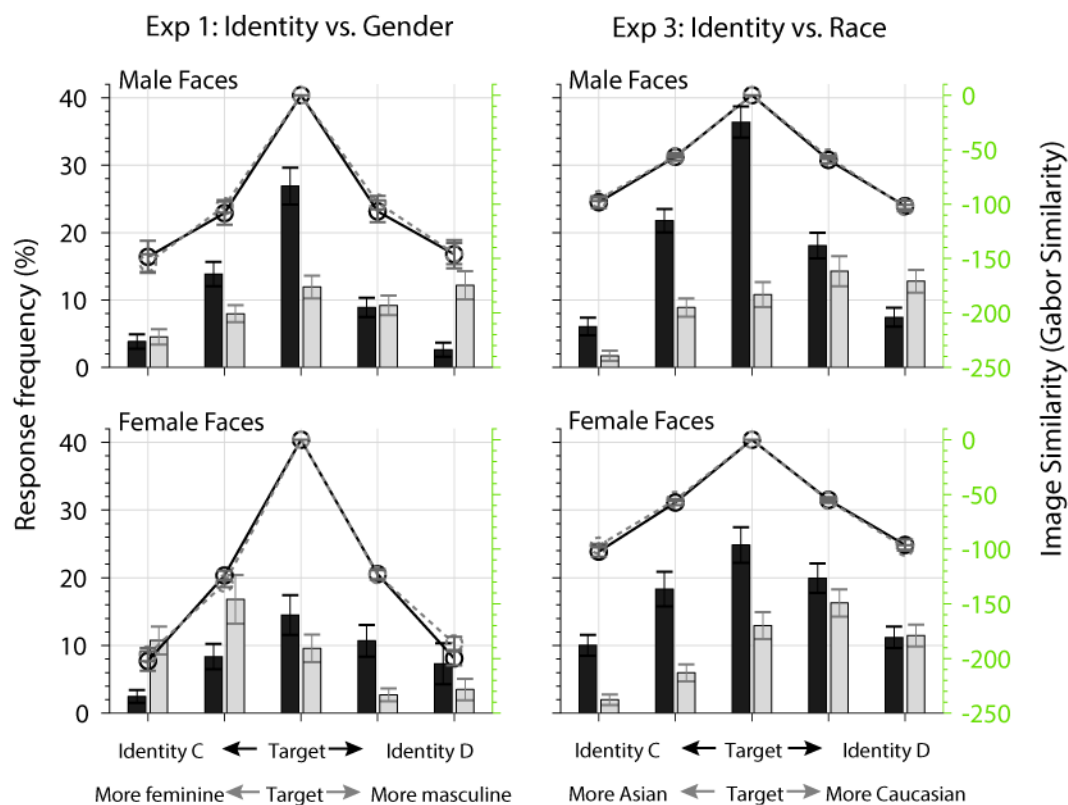 Exp 1: Identity vs. Gender
Exp 3: Identity vs. Race
Response frequency (%)
Image Similarity (Gabor Similarity)
Male Faces
40
30
20
10
0
Male Faces
0
-50
-100
-150
-200
-250
Female Faces
40
30
20
10
0
Female Faces
0
-50
-100
-150
-200
-250
Identity C Target Identity D
More feminine Target More masculine
Identity C Target Identity D
More Asian Target More Caucasian